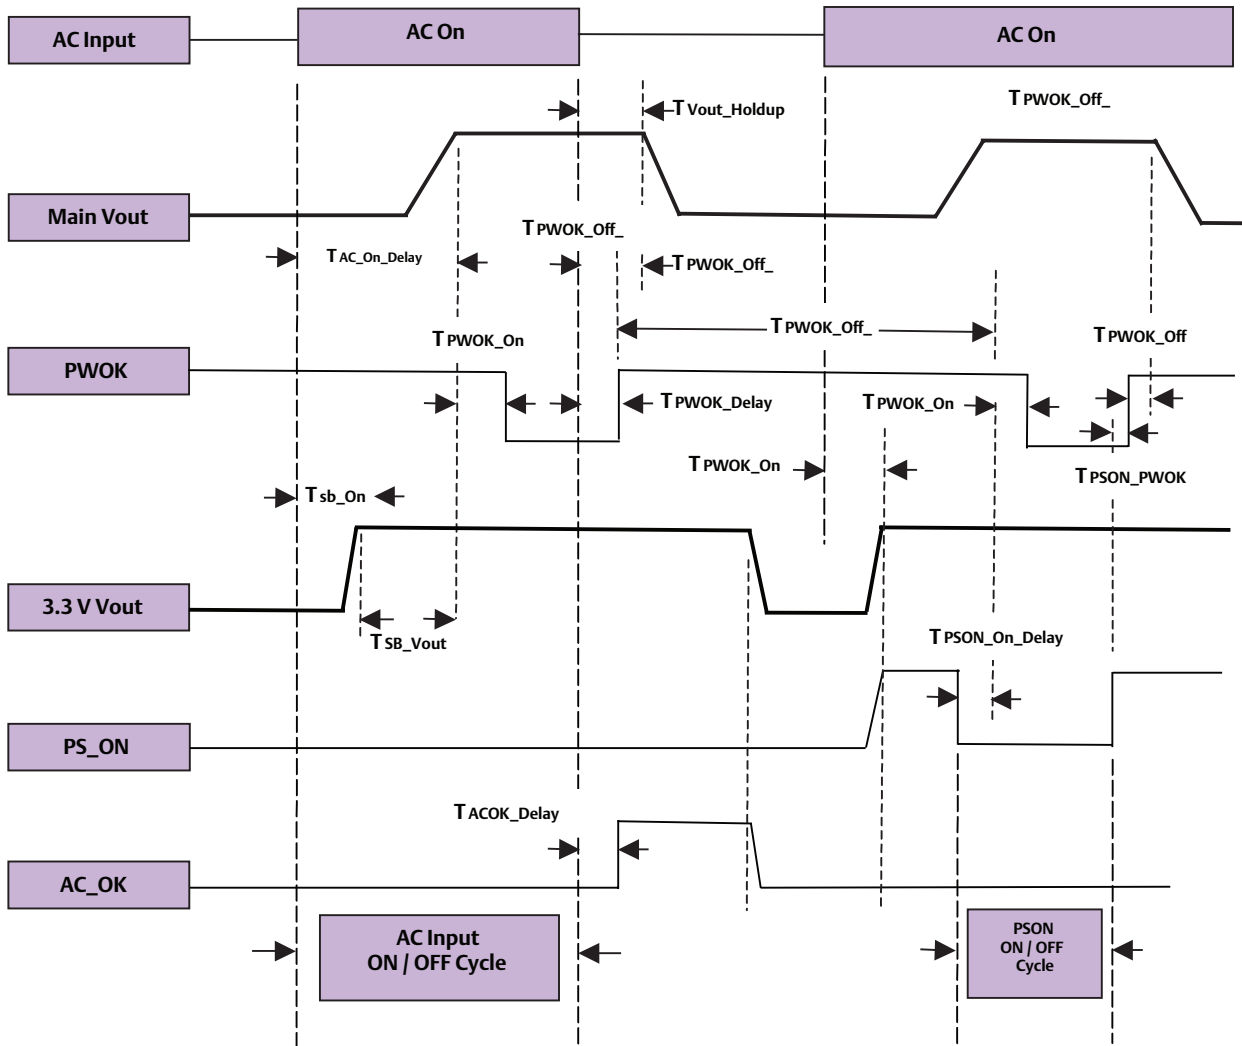 AC Input
AC On
AC On
T Vout_Holdup
T PWOK_Off_
Main Vout
T PWOK_Off_
T AC_On_Delay
T PWOK_Off_
T PWOK_Off_
T PWOK_On
T PWOK_Off
PWOK
T PWOK_Delay
T PWOK_On
T PWOK_On
T PSON_PWOK
T sb_On
3.3 V Vout
T SB_Vout
T PSON_On_Delay
PS_ON
T ACOK_Delay
AC_OK
AC Input
ON / OFF Cycle
PSON
ON / OFF
Cycle